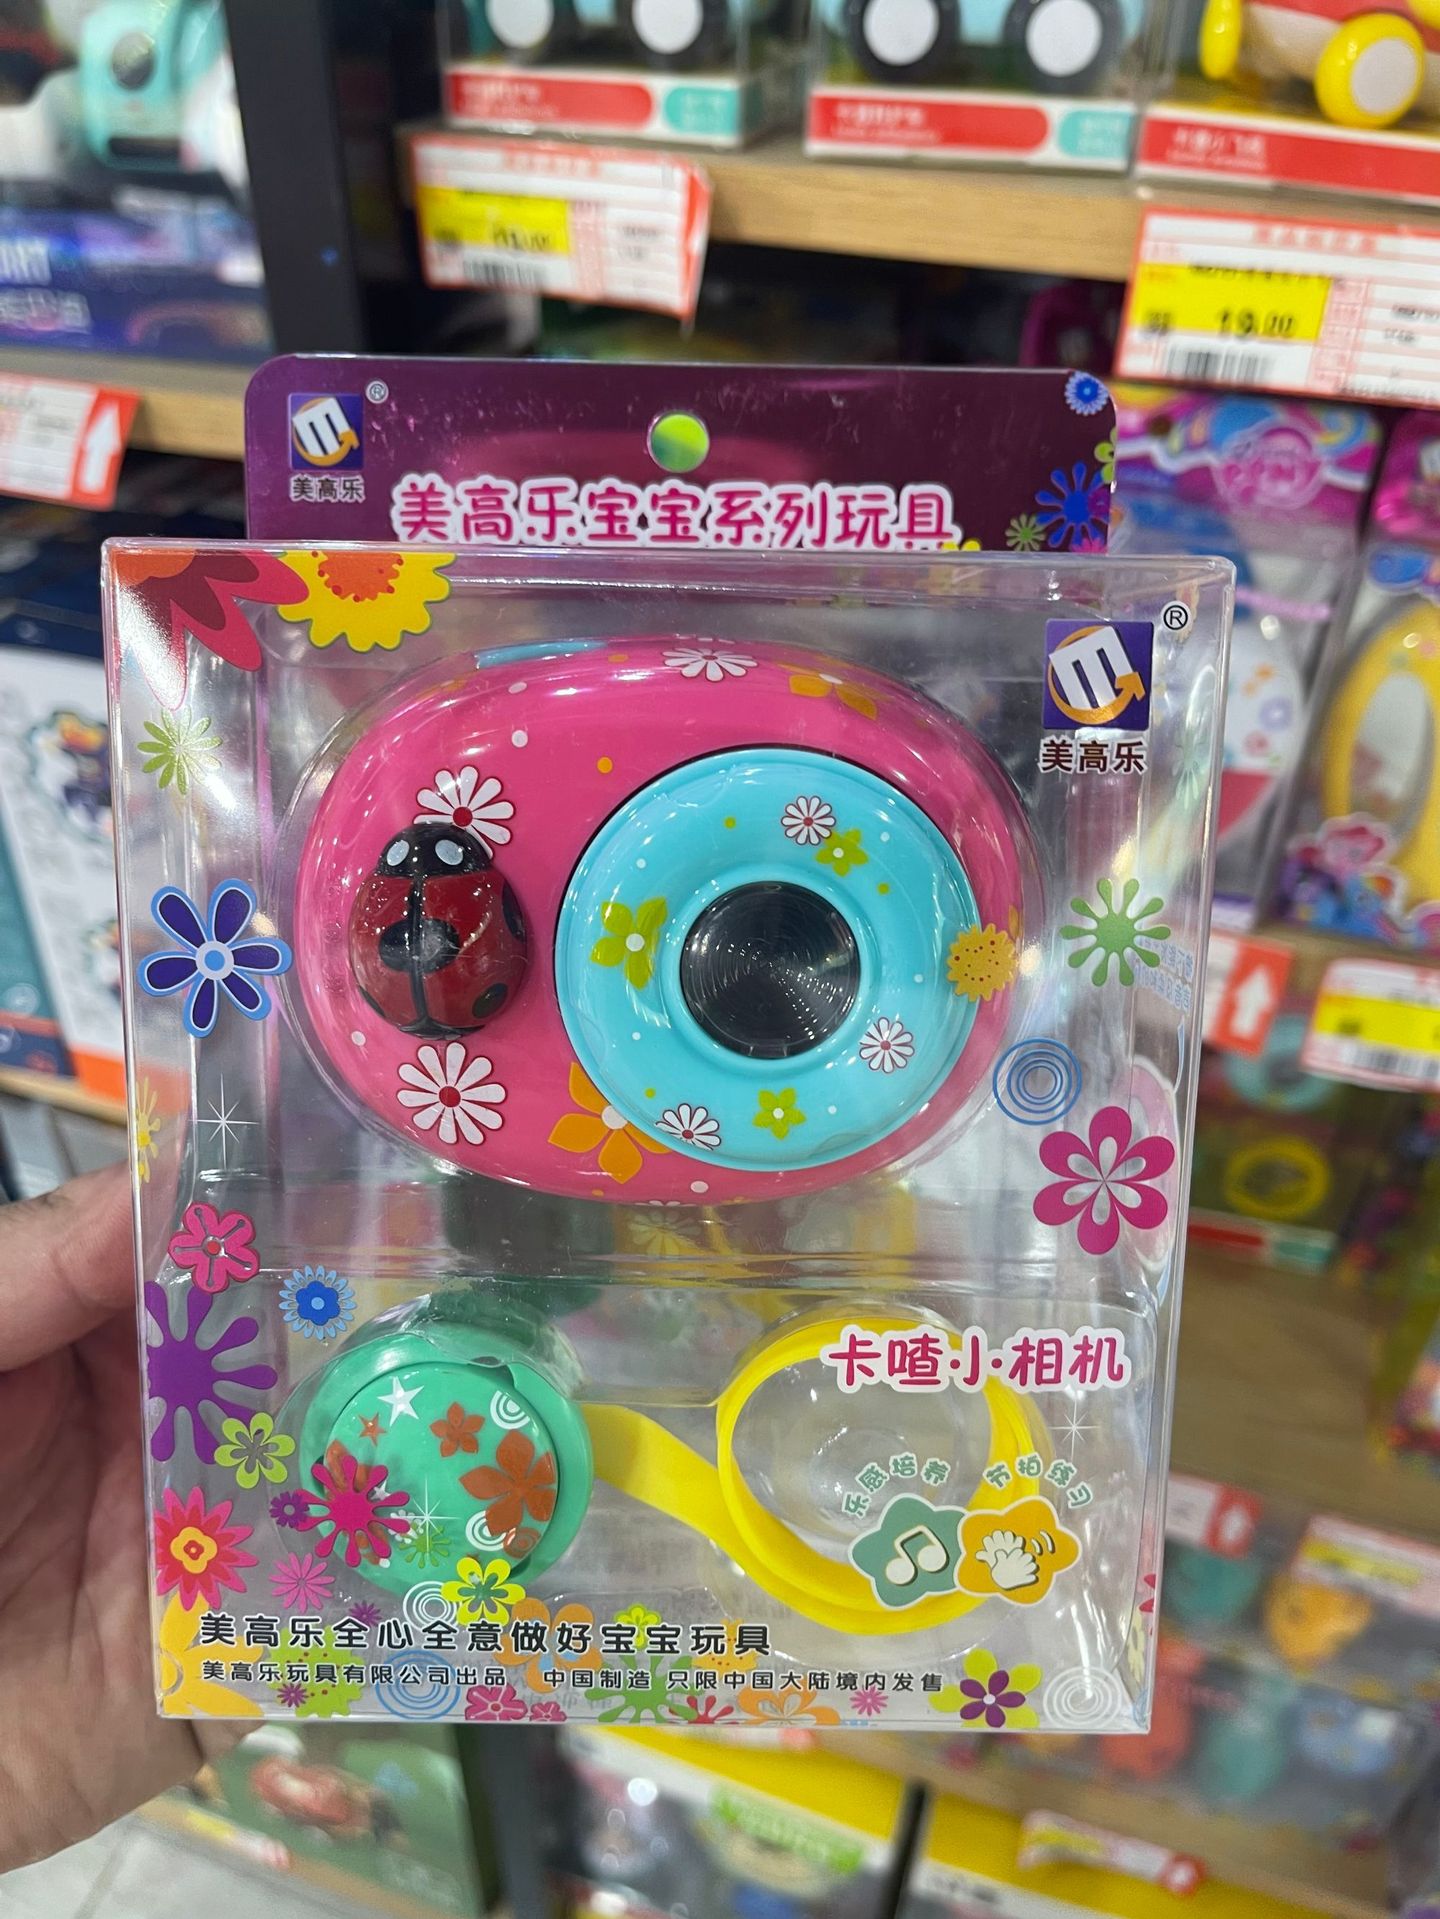 19.00
®
美高乐
美高乐宝宝系列玩具
®
美高乐
卡喳小相机
乐感培养
节拍练习
美高乐全心全意做好宝宝玩具
美高乐玩具有限公司出品 中国制造 只限中国大陆境内发售